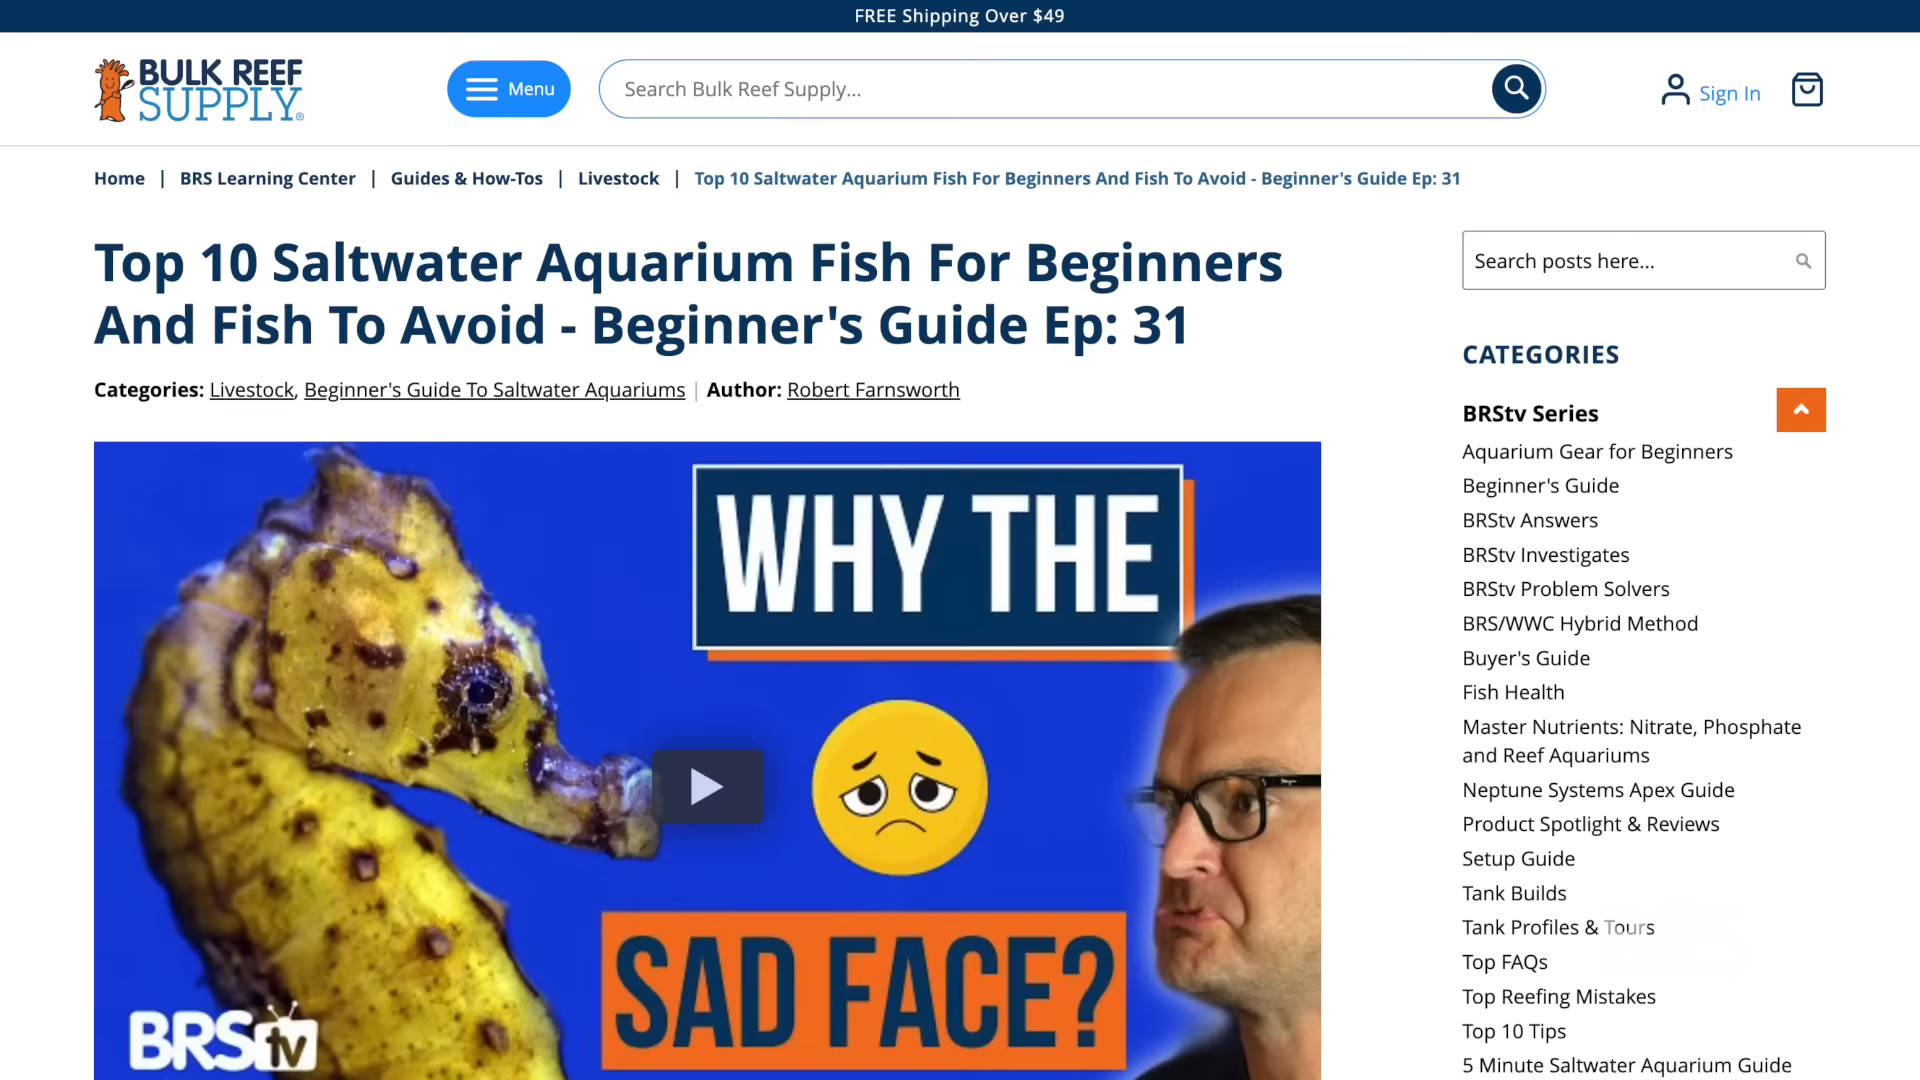 FREE Shipping Over $49
BULK REEF
SUPPLY®
Menu
Search Bulk Reef Supply...
Sign In
Home | BRS Learning Center | Guides & How-Tos | Livestock | Top 10 Saltwater Aquarium Fish For Beginners And Fish To Avoid - Beginner's Guide Ep: 31
Top 10 Saltwater Aquarium Fish For Beginners
And Fish To Avoid - Beginner's Guide Ep: 31
Categories: Livestock, Beginner's Guide To Saltwater Aquariums | Author: Robert Farnsworth
WHY THE
SAD FACE?
BRStv
Search posts here...
CATEGORIES
BRStv Series
Aquarium Gear for Beginners
Beginner's Guide
BRStv Answers
BRStv Investigates
BRStv Problem Solvers
BRS/WWC Hybrid Method
Buyer's Guide
Fish Health
Master Nutrients: Nitrate, Phosphate
and Reef Aquariums
Neptune Systems Apex Guide
Product Spotlight & Reviews
Setup Guide
Tank Builds
Tank Profiles & Tours
Top FAQs
Top Reefing Mistakes
Top 10 Tips
5 Minute Saltwater Aquarium Guide